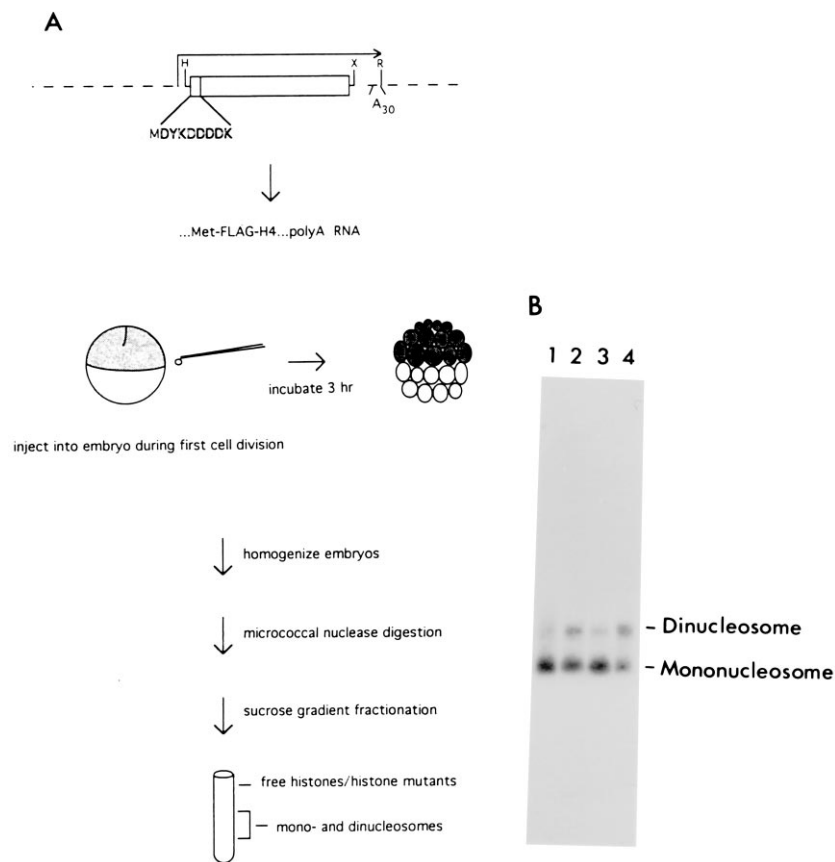 A
H
X
R
A30
MDYKDDDDK
...Met-FLAG-H4...polyA RNA
incubate 3 hr
inject into embryo during first cell division
homogenize embryos
micrococcal nuclease digestion
sucrose gradient fractionation
free histones/histone mutants
mono- and dinucleosomes
B
1 2 3 4
Dinucleosome
Mononucleosome